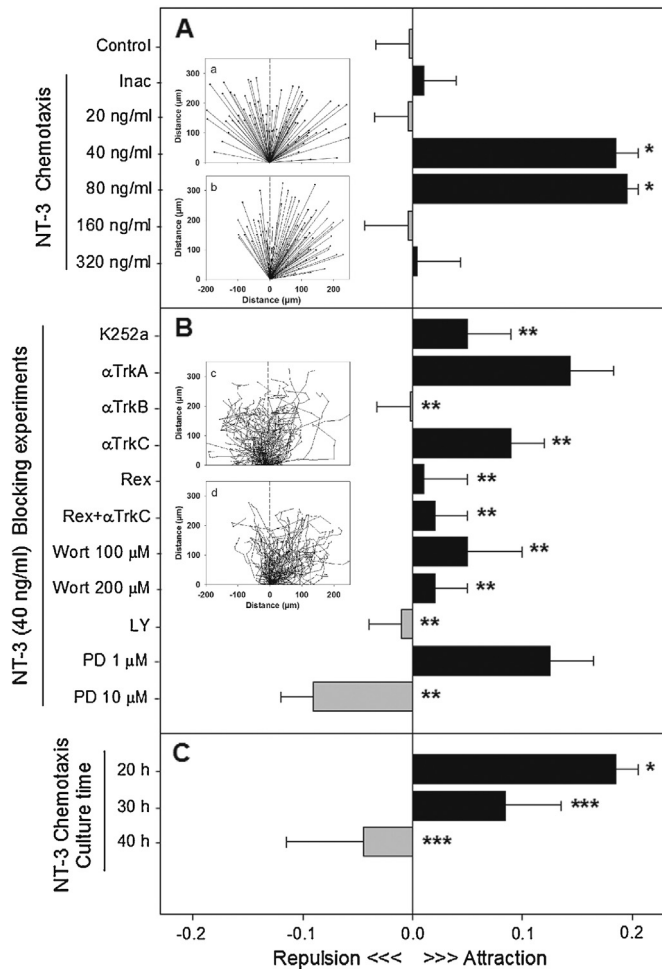 A
NT-3 Chemotaxis
Control
Inac
20 ng/ml
40 ng/ml
80 ng/ml
160 ng/ml
320 ng/ml
a
Distance (µm)
300
200
100
0
b
Distance (µm)
300
200
100
0
-200 -100 0 100 200
Distance (µm)
*
*
B
NT-3 (40 ng/ml) Blocking experiments
K252a
αTrkA
αTrkB
αTrkC
Rex
Rex+αTrkC
Wort 100 µM
Wort 200 µM
LY
PD 1 µM
PD 10 µM
c
Distance (µm)
300
200
100
0
d
Distance (µm)
300
200
100
0
-200 -100 0 100 200
Distance (µm)
**
**
**
**
**
**
**
**
**
C
NT-3 Chemotaxis
Culture time
20 h
30 h
40 h
*
***
***
-0.2 -0.1 0.0 0.1 0.2
Repulsion <<< >>> Attraction